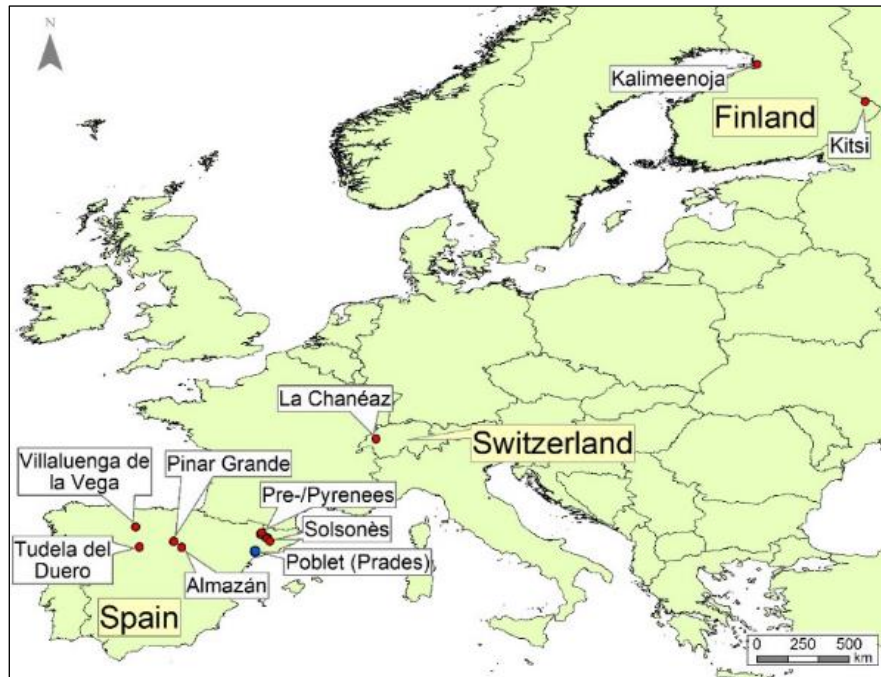 N
Kalimeenoja
Finland
Kitsi
La Chanéaz
Switzerland
Villaluenga de
la Vega
Pinar Grande
Pre-/Pyrenees
Solsonès
Tudela del
Duero
Almazán
Poblet (Prades)
Spain
0 250 500
km